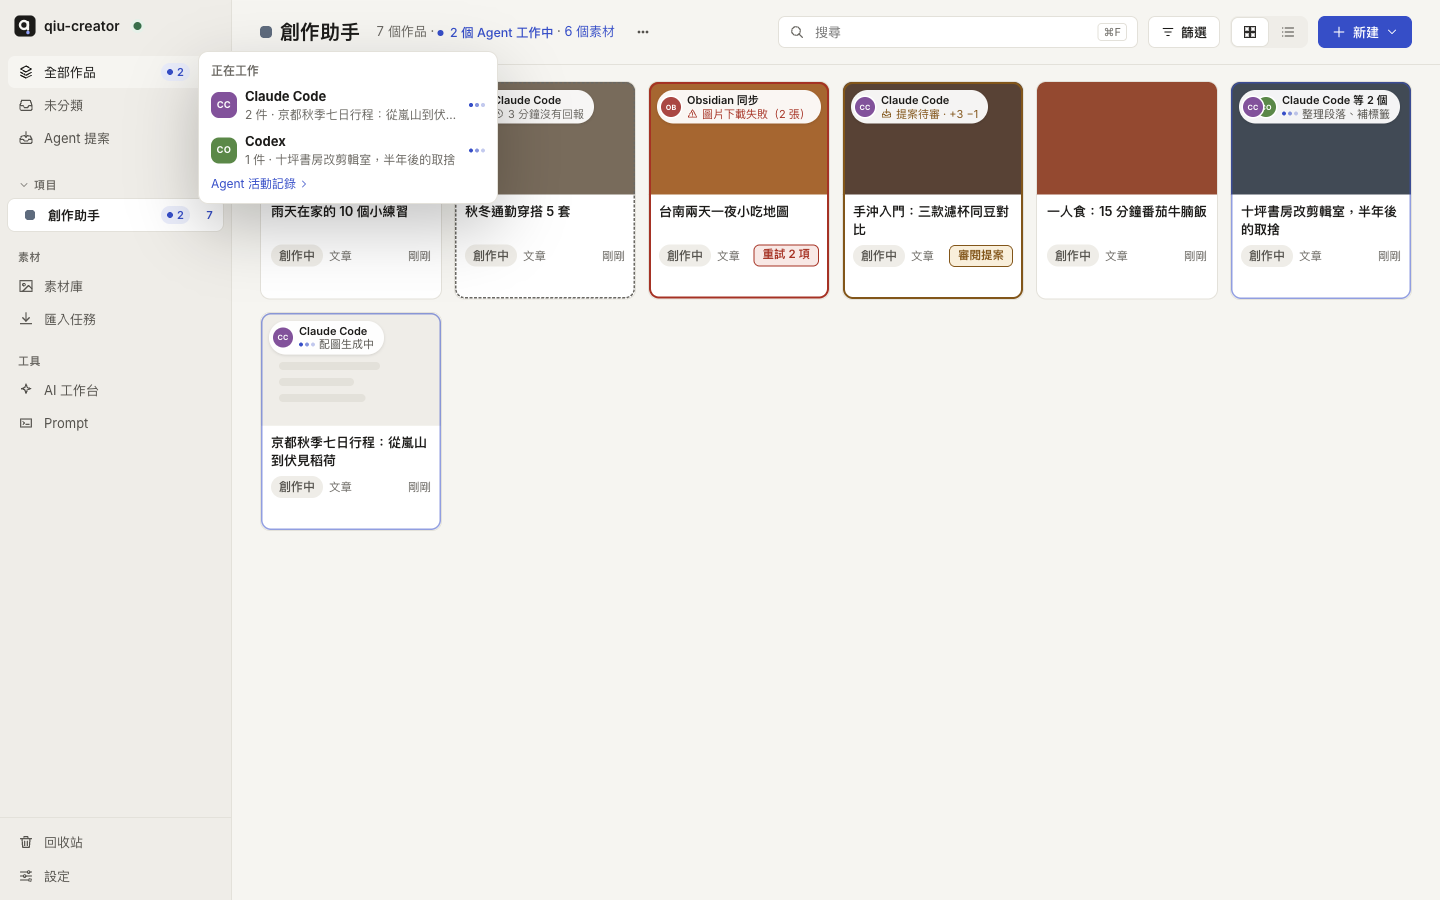 qiu-creator
全部作品
2
未分類
Agent 提案
項目
創作助手
2
7
素材
素材庫
匯入任務
工具
AI 工作台
Prompt
回收站
設定
創作助手
7 個作品 · 2 個 Agent 工作中 · 6 個素材
搜尋
⌘F
篩選
新建
正在工作
CC
Claude Code
2 件 · 京都秋季七日行程：從嵐山到伏…
CO
Codex
1 件 · 十坪書房改剪輯室，半年後的取捨
Agent 活動記錄
雨天在家的 10 個小練習
創作中
文章
剛剛
Claude Code
3 分鐘沒有回報
秋冬通勤穿搭 5 套
創作中
文章
剛剛
OB
Obsidian 同步
圖片下載失敗（2 張）
台南兩天一夜小吃地圖
創作中
文章
重試 2 項
CC
Claude Code
提案待審 · +3 −1
手沖入門：三款濾杯同豆對
比
創作中
文章
審閱提案
一人食：15 分鐘番茄牛腩飯
創作中
文章
剛剛
CC
Claude Code 等 2 個
整理段落、補標籤
十坪書房改剪輯室，半年後
的取捨
創作中
文章
剛剛
CC
Claude Code
配圖生成中
京都秋季七日行程：從嵐山
到伏見稻荷
創作中
文章
剛剛